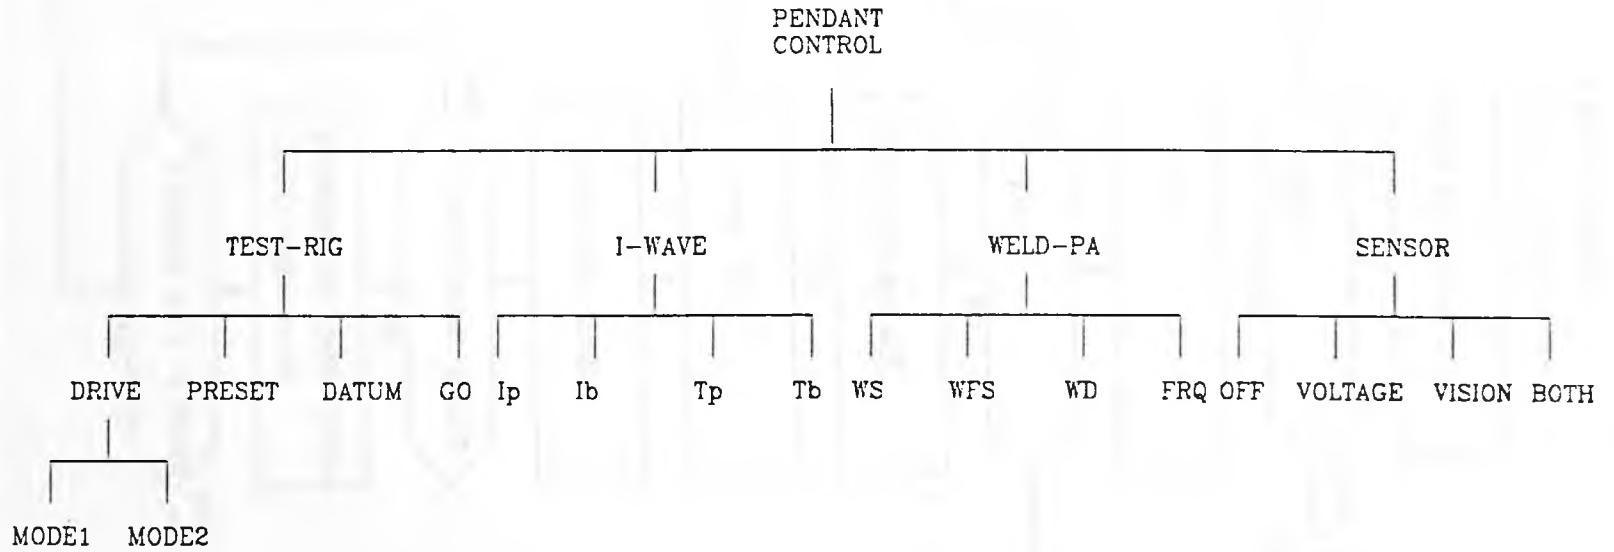 PENDANT
CONTROL
TEST-RIG I-WAVE WELD-PA SENSOR
DRIVE PRESET DATUM GO Ip Ib Tp Tb WS WFS WD FRQ OFF VOLTAGE VISION BOTH
MODE1 MODE2